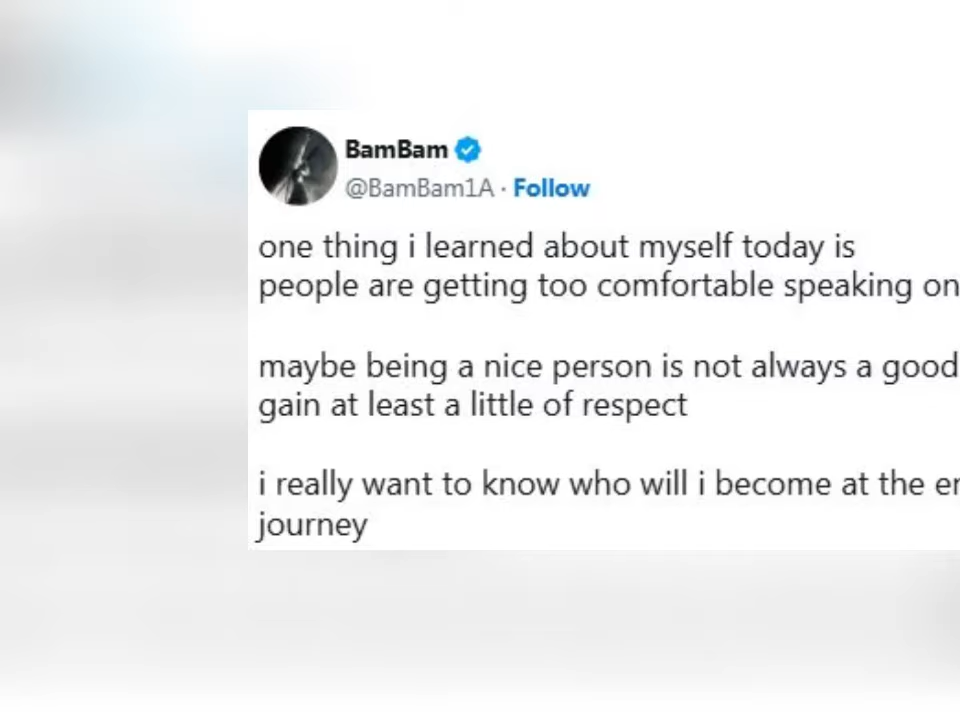 BamBam
@BamBam1A · Follow
one thing i learned about myself today is
people are getting too comfortable speaking on
maybe being a nice person is not always a good
gain at least a little of respect
i really want to know who will i become at the
journey